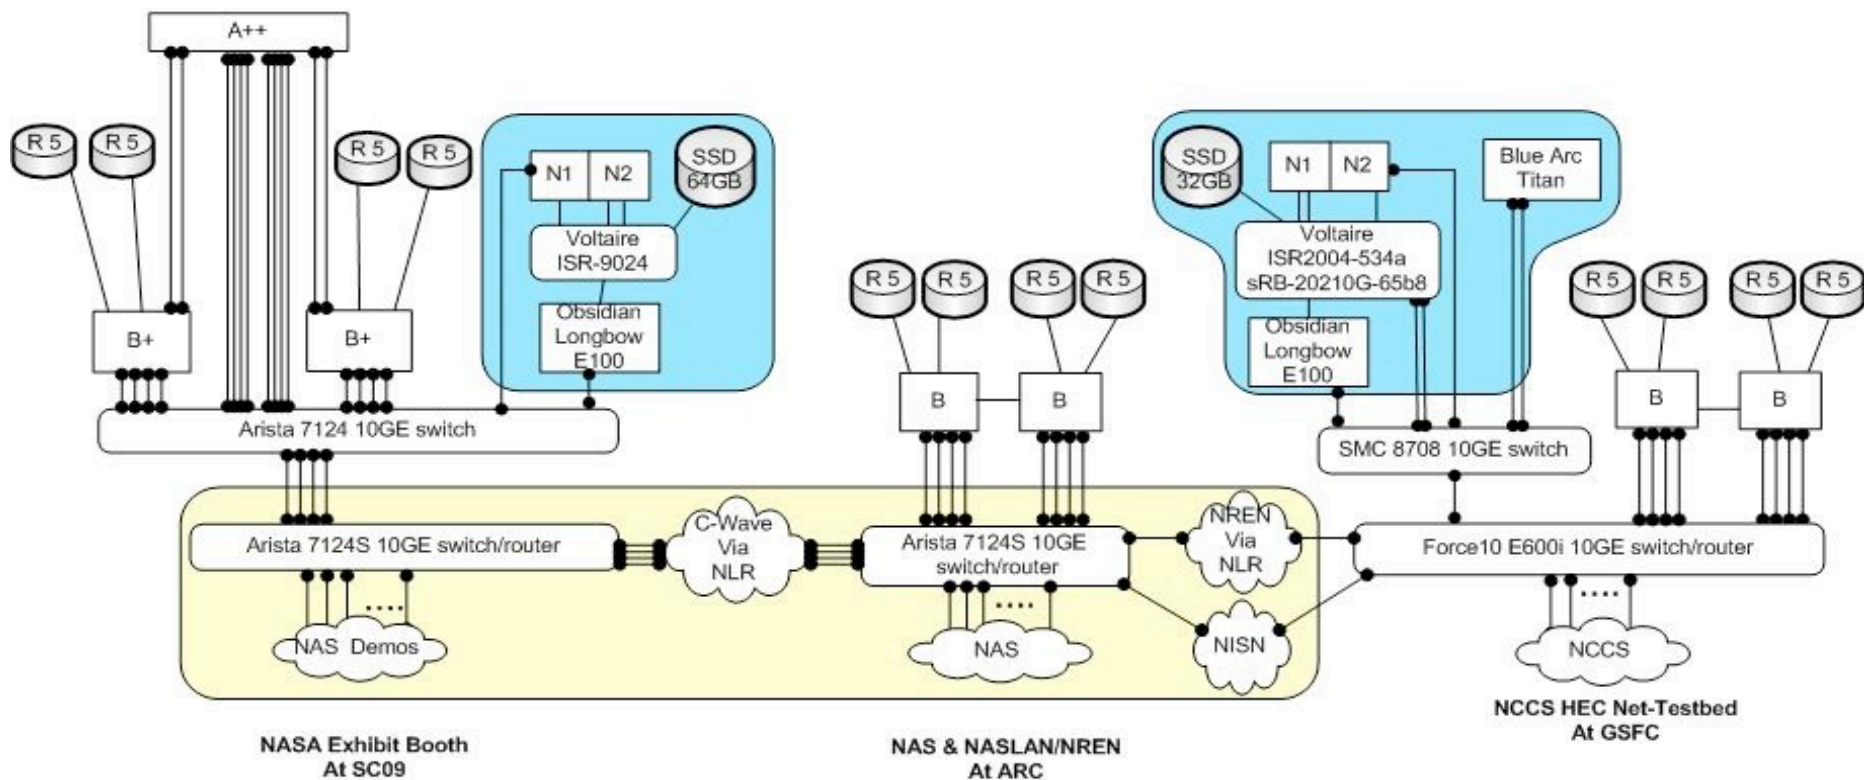 A++
R 5
R 5
R 5
R 5
B+
B+
N1
N2
SSD
64GB
Voltaire
ISR-9024
Obsidian
Longbow
E100
Arista 7124 10GE switch
Arista 7124S 10GE switch/router
NAS Demos
C-Wave
Via
NLR
R 5
R 5
R 5
R 5
B
B
Arista 7124S 10GE
switch/router
NAS
NREN
Via
NLR
NISN
SSD
32GB
N1
N2
Blue Arc
Titan
Voltaire
ISR2004-534a
sRB-20210G-65b8
Obsidian
Longbow
E100
SMC 8708 10GE switch
R 5
R 5
R 5
R 5
B
B
Force10 E600i 10GE switch/router
NCCS
NASA Exhibit Booth
At SC09
NAS & NASLAN/NREN
At ARC
NCCS HEC Net-Testbed
At GSFC